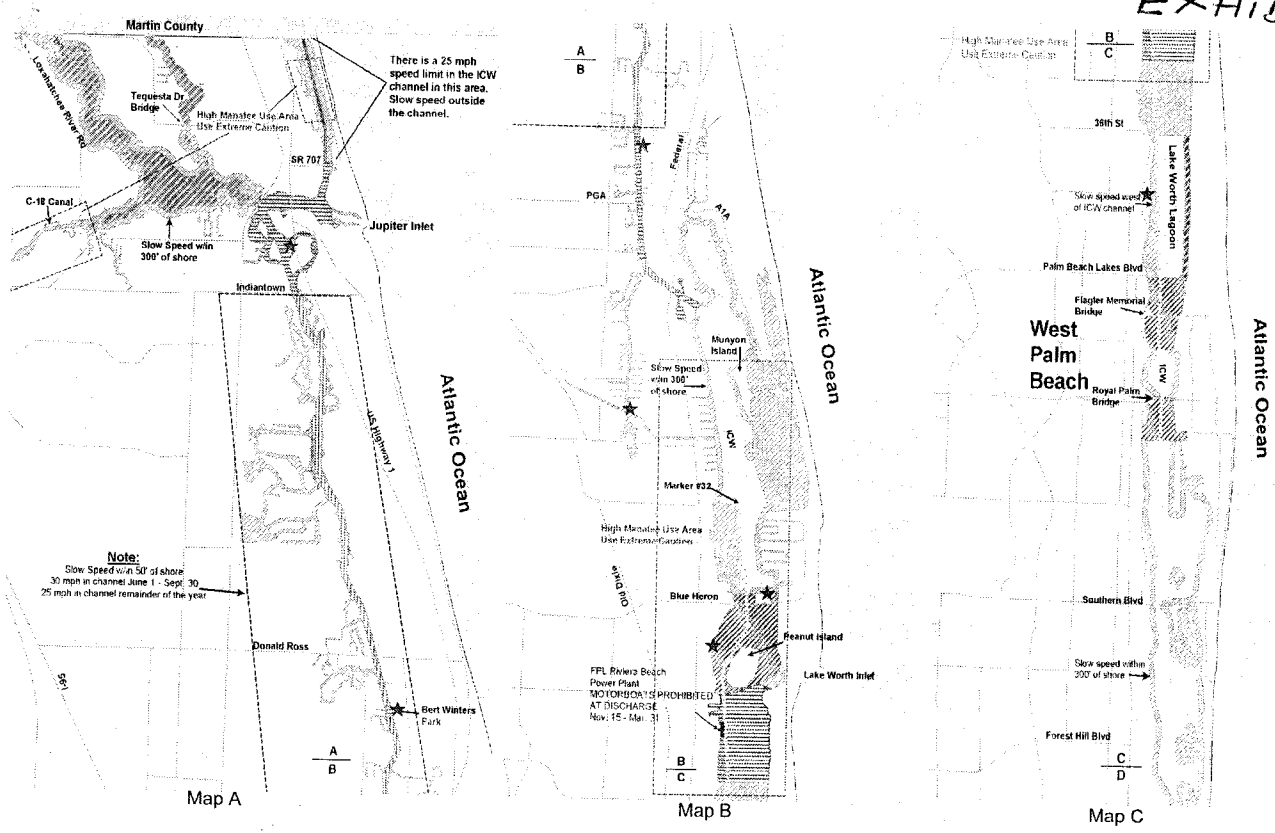 EXHIB
Martin County
Loxahatchee River Rd
Tequesta Dr
Bridge
High Manatee Use Area
Use Extreme Caution
There is a 25 mph
speed limit in the ICW
channel in this area.
Slow speed outside
the channel.
SR 707
C-18 Canal
Slow Speed w/in
300' of shore
Jupiter Inlet
Indiantown
US Highway 1
Atlantic Ocean
Note:
Slow Speed w/in 50' of shore
30 mph in channel June 1 - Sept. 30
25 mph in channel remainder of the year
Donald Ross
I-95
Bert Winters
Park
A
B
Map A
A
B
Federal
PGA
A1A
Atlantic Ocean
Munyon
Island
Slow Speed
w/in 300'
of shore
ICW
Marker #32
High Manatee Use Area
Use Extreme Caution
Old Dixie
Blue Heron
Peanut Island
Lake Worth Inlet
FPL Riviera Beach
Power Plant
MOTORBOATS PROHIBITED
AT DISCHARGE
Nov. 15 - Mar. 31
B
C
Map B
High Manatee Use Area
Use Extreme Caution
B
C
36th St
Lake Worth Lagoon
Slow speed west
of ICW channel
Palm Beach Lakes Blvd
Flagler Memorial
Bridge
West
Palm
Beach
ICW
Royal Palm
Bridge
Atlantic Ocean
Southern Blvd
Slow speed within
300' of shore
Forest Hill Blvd
C
D
Map C